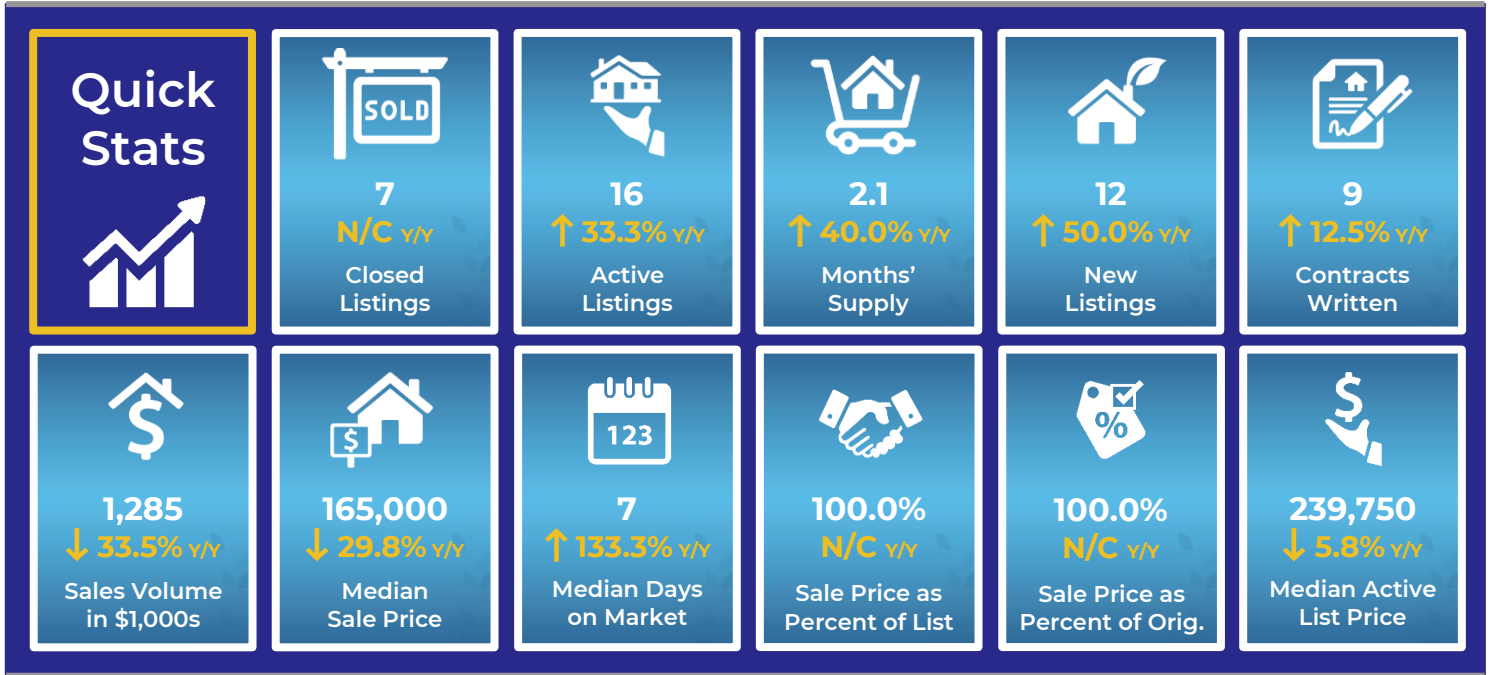 Quick
Stats
SOLD
7
N/C Y/Y
Closed
Listings
16
↑ 33.3% Y/Y
Active
Listings
2.1
↑ 40.0% Y/Y
Months’
Supply
12
↑ 50.0% Y/Y
New
Listings
9
↑ 12.5% Y/Y
Contracts
Written
$
1,285
↓ 33.5% Y/Y
Sales Volume
in $1,000s
$
165,000
↓ 29.8% Y/Y
Median
Sale Price
123
7
↑ 133.3% Y/Y
Median Days
on Market
100.0%
N/C Y/Y
Sale Price as
Percent of List
%
100.0%
N/C Y/Y
Sale Price as
Percent of Orig.
$
239,750
↓ 5.8% Y/Y
Median Active
List Price